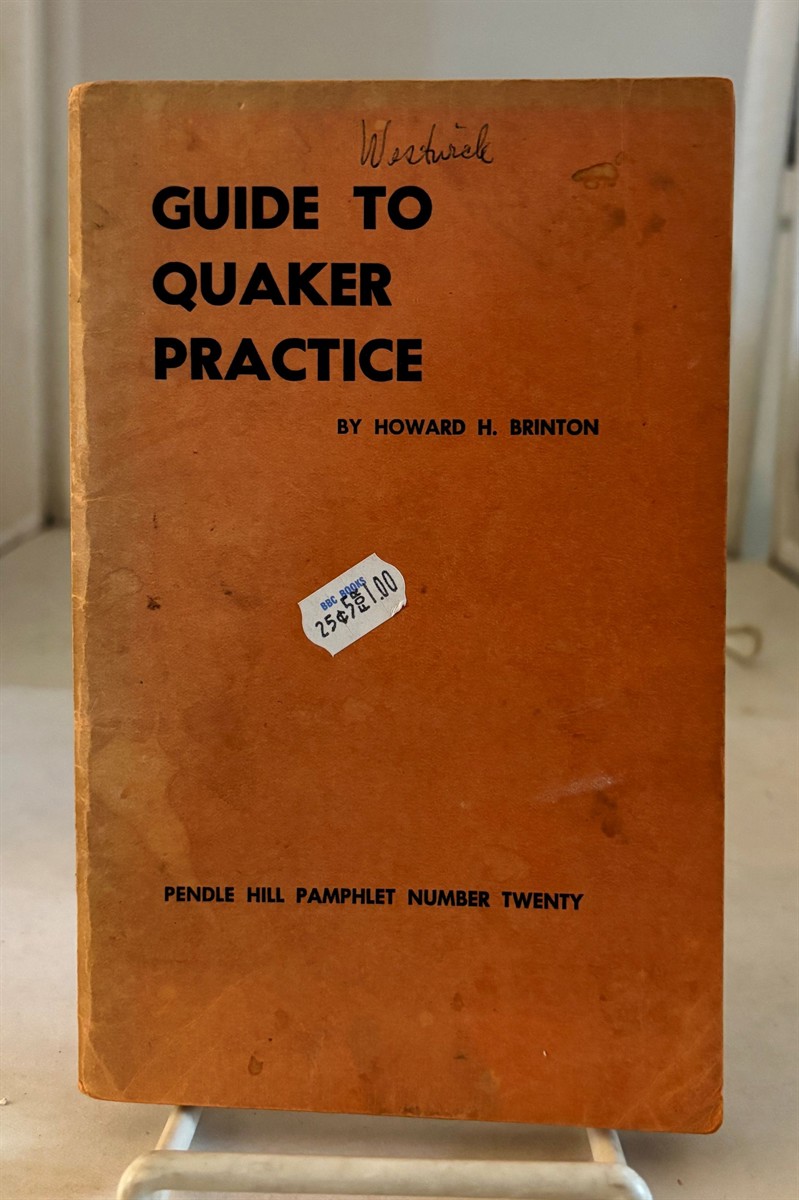 Westwick
GUIDE TO
QUAKER
PRACTICE
BY HOWARD H. BRINTON
BBC BOOKS
25¢ 5 FOR 1.00
PENDLE HILL PAMPHLET NUMBER TWENTY